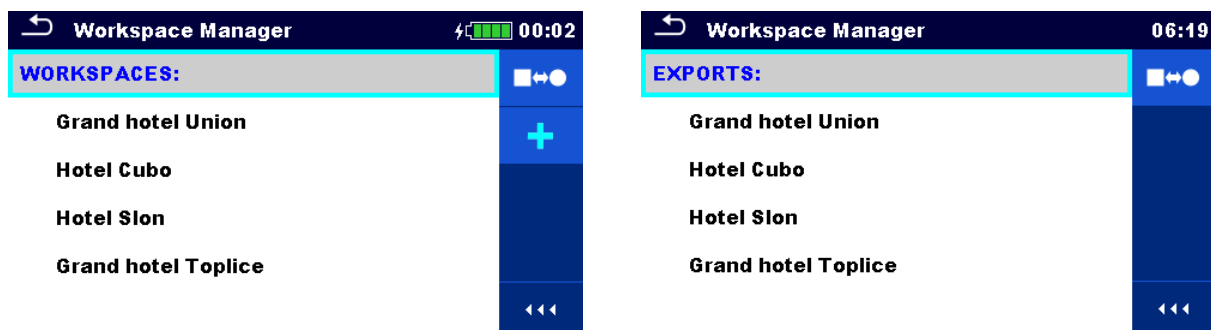 Workspace Manager 00:02
WORKSPACES:
Grand hotel Union
Hotel Cubo
Hotel Slon
Grand hotel Toplice
Workspace Manager 06:19
EXPORTS:
Grand hotel Union
Hotel Cubo
Hotel Slon
Grand hotel Toplice